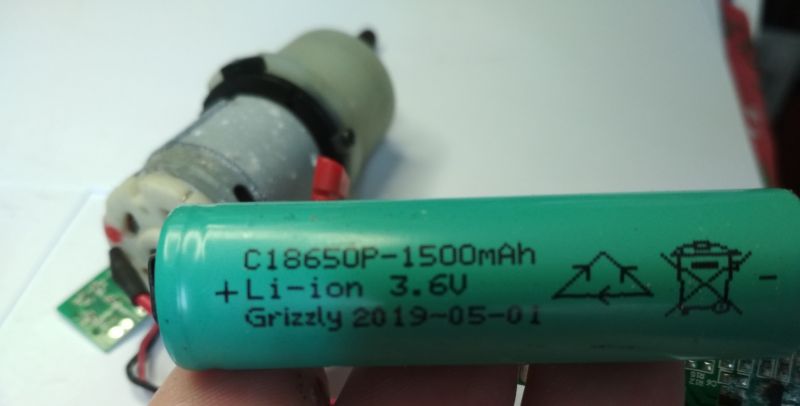 C18650P-1500mAh
+ Li-ion 3.6V -
Grizzly 2019-05-01